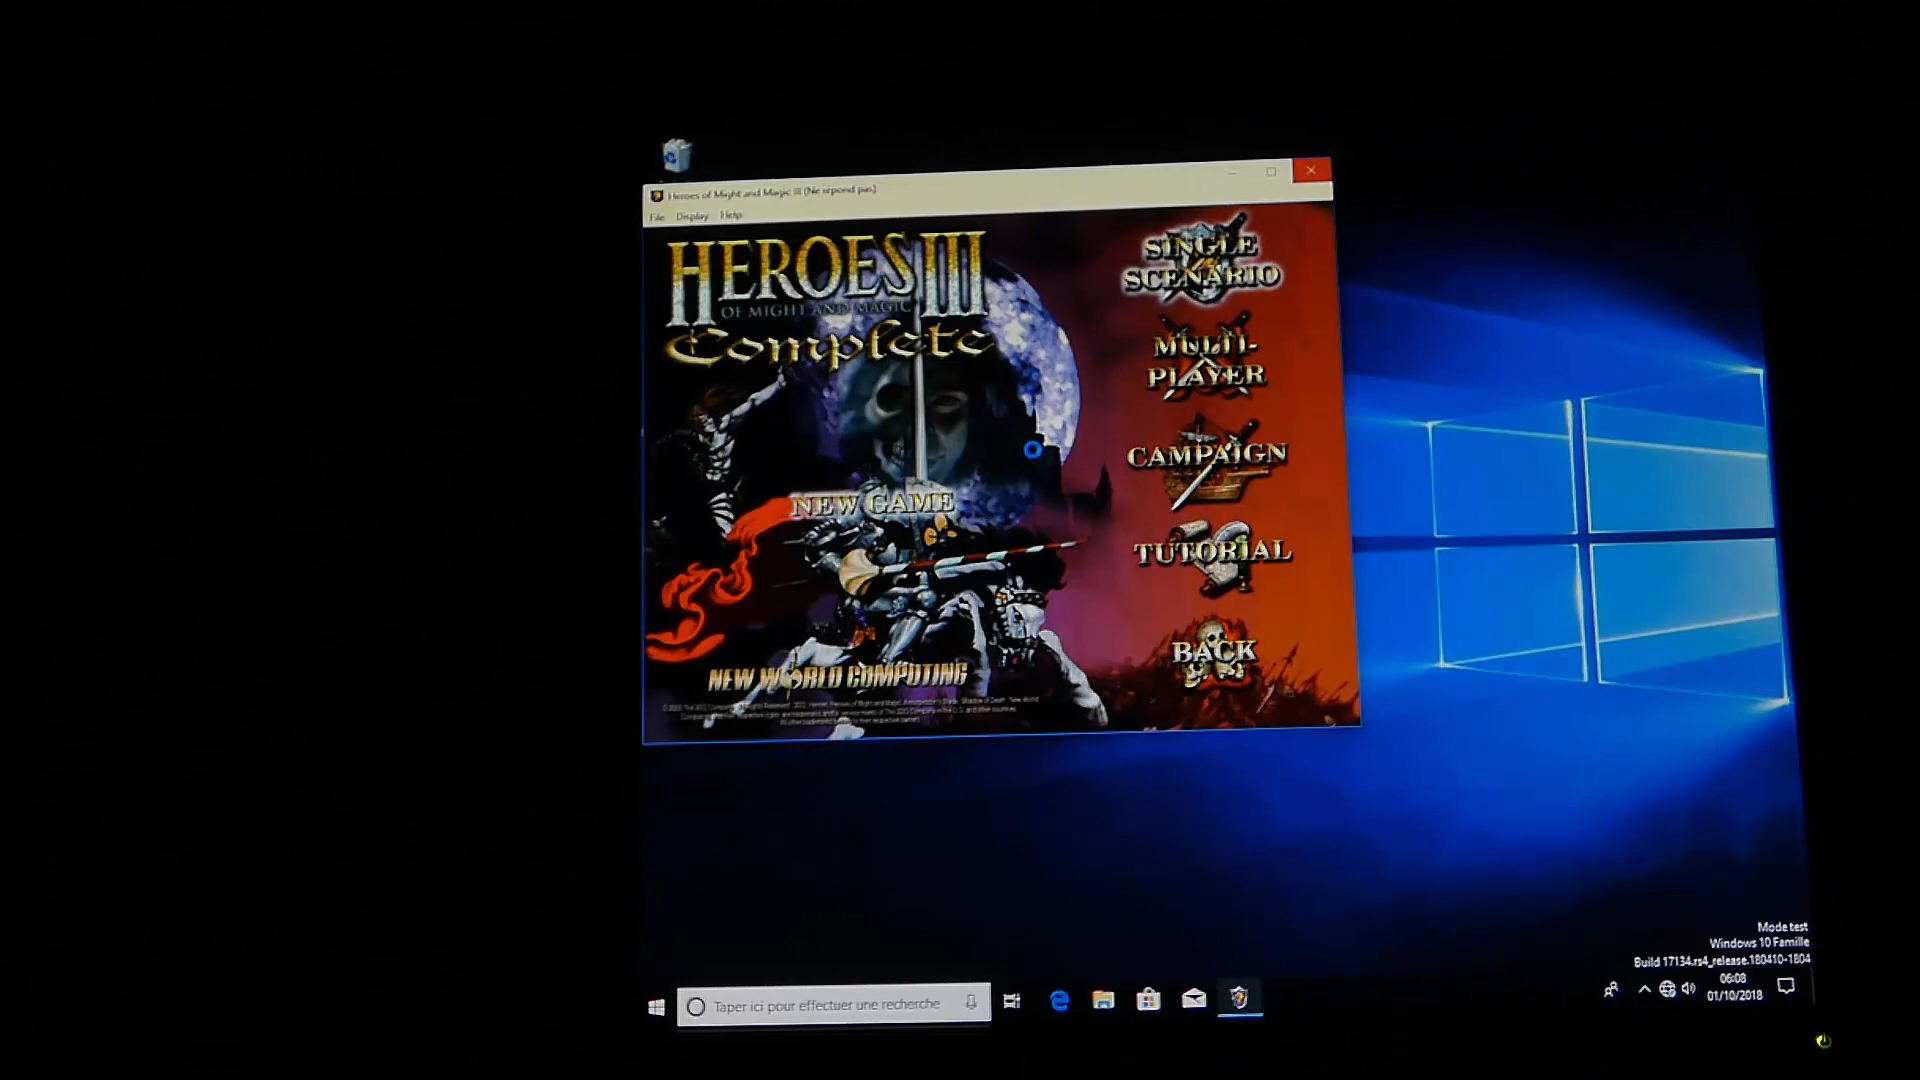 Heroes of Might and Magic III (Ne répond pas)
File Display Help
HEROES III
OF MIGHT AND MAGIC
Complete
NEW GAME
NEW WORLD COMPUTING
SINGLE
SCENARIO
MULTI-
PLAYER
CAMPAIGN
TUTORIAL
BACK
Mode test
Windows 10 Famille
Build 17134.rs4_release.180410-1804
Taper ici pour effectuer une recherche
06:08
01/10/2018